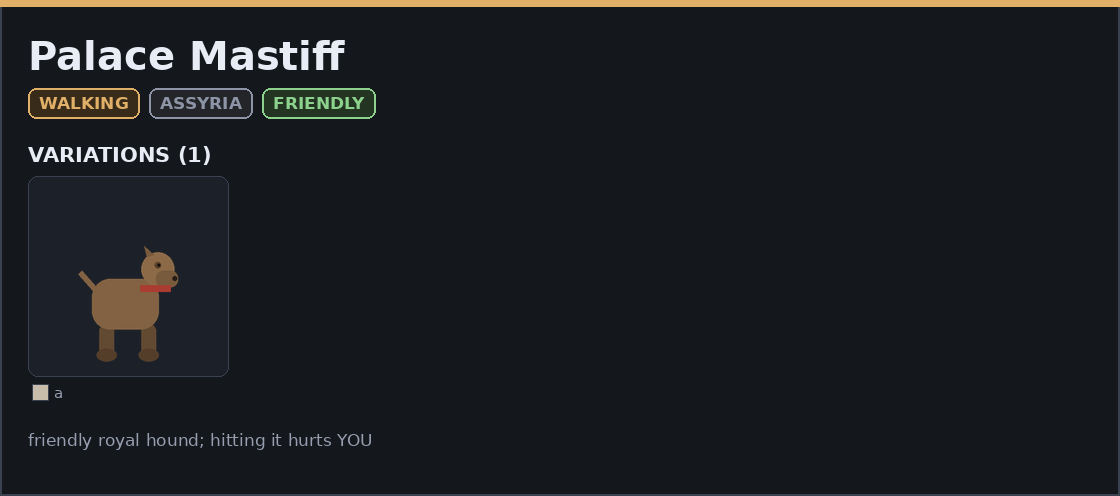 Palace Mastiff
WALKING ASSYRIA FRIENDLY
VARIATIONS (1)
a
friendly royal hound; hitting it hurts YOU